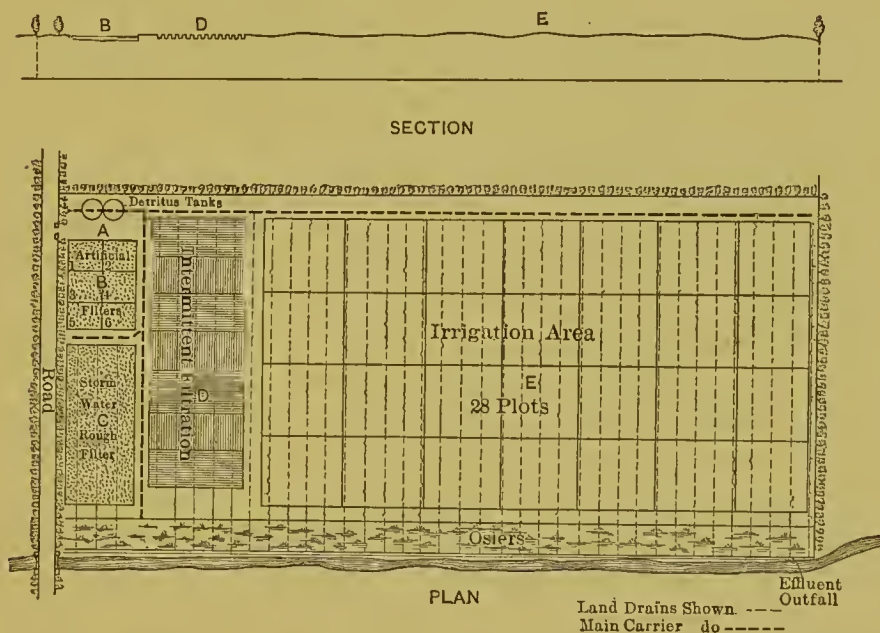 B D E
SECTION
Detritus Tanks
A
Artificial
1 2
B
3 4
Filters
5 6
Road
Storm
Water
C
Rough
Filter
Intermittent Filtration
D
Irrigation Area
E
28 Plots
Osiers
Effluent
Outfall
PLAN
Land Drains Shown ----
Main Carrier do -----